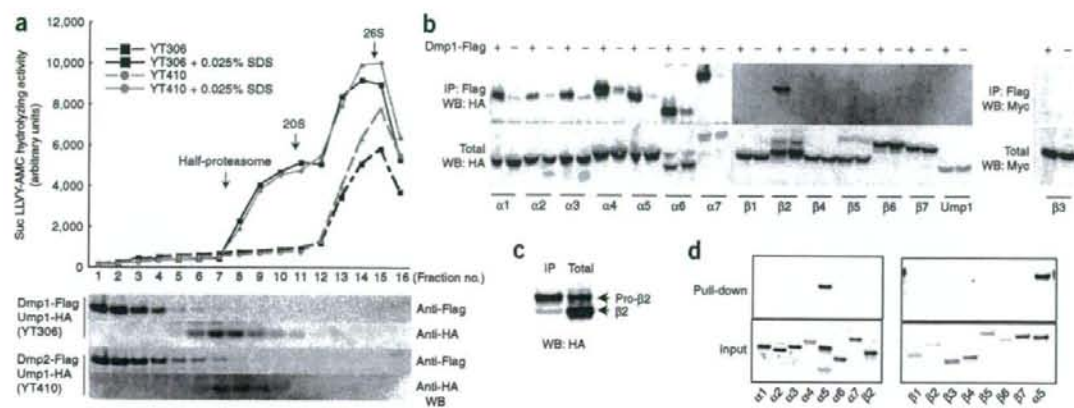 a
12,000
10,000
8,000
6,000
4,000
2,000
0
Suc LLVY-AMC hydrolyzing activity
(arbitrary units)
YT306
YT306 + 0.025% SDS
YT410
YT410 + 0.025% SDS
26S
20S
Half-proteasome
1 2 3 4 5 6 7 8 9 10 11 12 13 14 15 16 (Fraction no.)
Dmp1-Flag
Ump1-HA
(YT306)
Anti-Flag
Anti-HA
Dmp2-Flag
Ump1-HA
(YT410)
Anti-Flag
Anti-HA
WB
b
Dmp1-Flag + – + – + – + – + – + – + – + – + – + – + – + – + – + – + –
IP: Flag
WB: HA
IP: Flag
WB: Myc
Total
WB: HA
Total
WB: Myc
α1 α2 α3 α4 α5 α6 α7 β1 β2 β4 β5 β6 β7 Ump1 β3
c
IP Total
Pro-β2
β2
WB: HA
d
Pull-down
Input
α1 α2 α3 α4 α5 α6 α7 β2
β1 β2 β3 β4 β5 β6 β7 α5